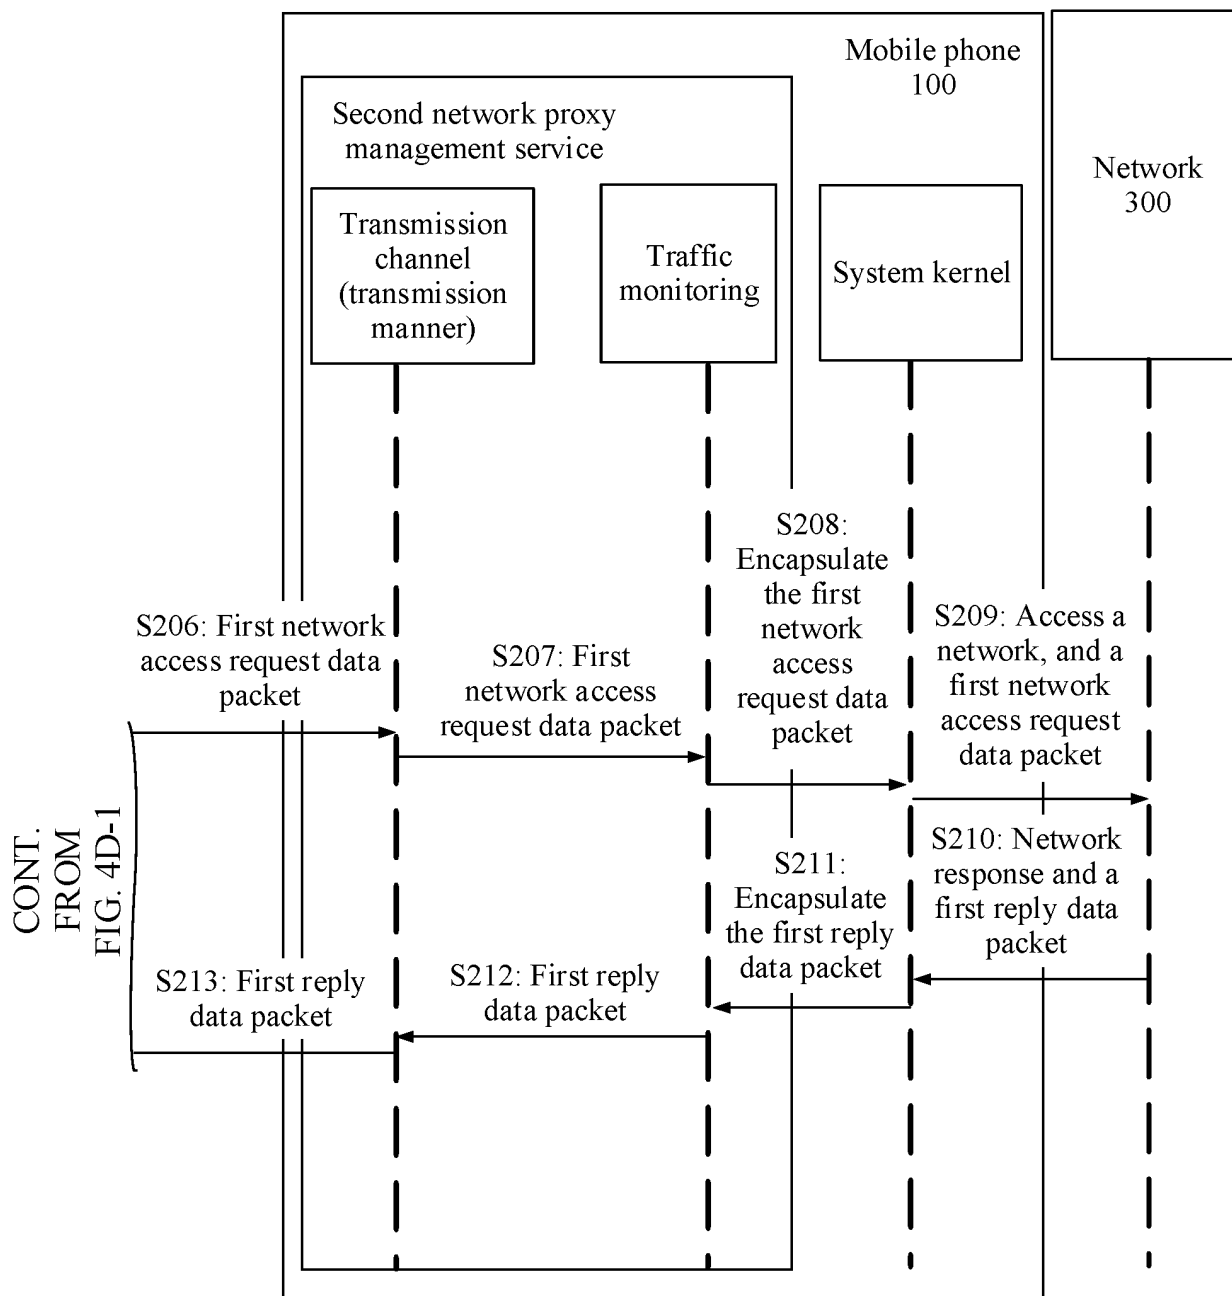 Mobile phone
100
Second network proxy
management service
Network
300
Transmission
channel
(transmission
manner)
Traffic
monitoring
System kernel
S206: First network
access request data
packet
S207: First
network access
request data packet
S208:
Encapsulate
the first
network
access
request data
packet
S209: Access a
network, and a
first network
access request
data packet
CONT.
FROM
FIG. 4D-1
S210: Network
response and a
first reply data
packet
S211:
Encapsulate
the first reply
data packet
S212: First reply
data packet
S213: First reply
data packet